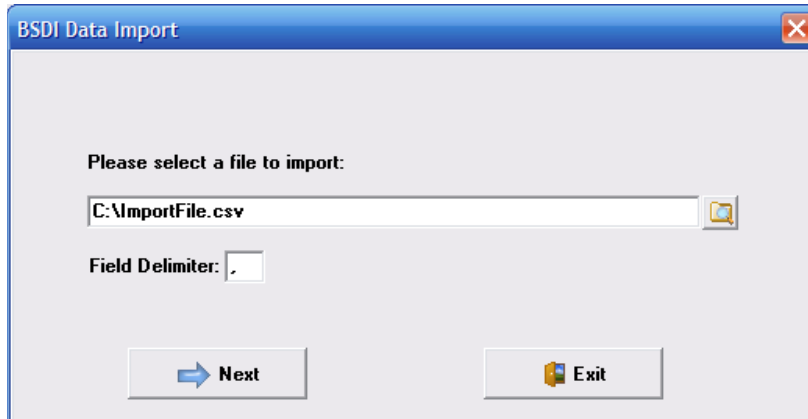 BSDI Data Import
Please select a file to import:
C:\ImportFile.csv
Field Delimiter: ,
Next
Exit